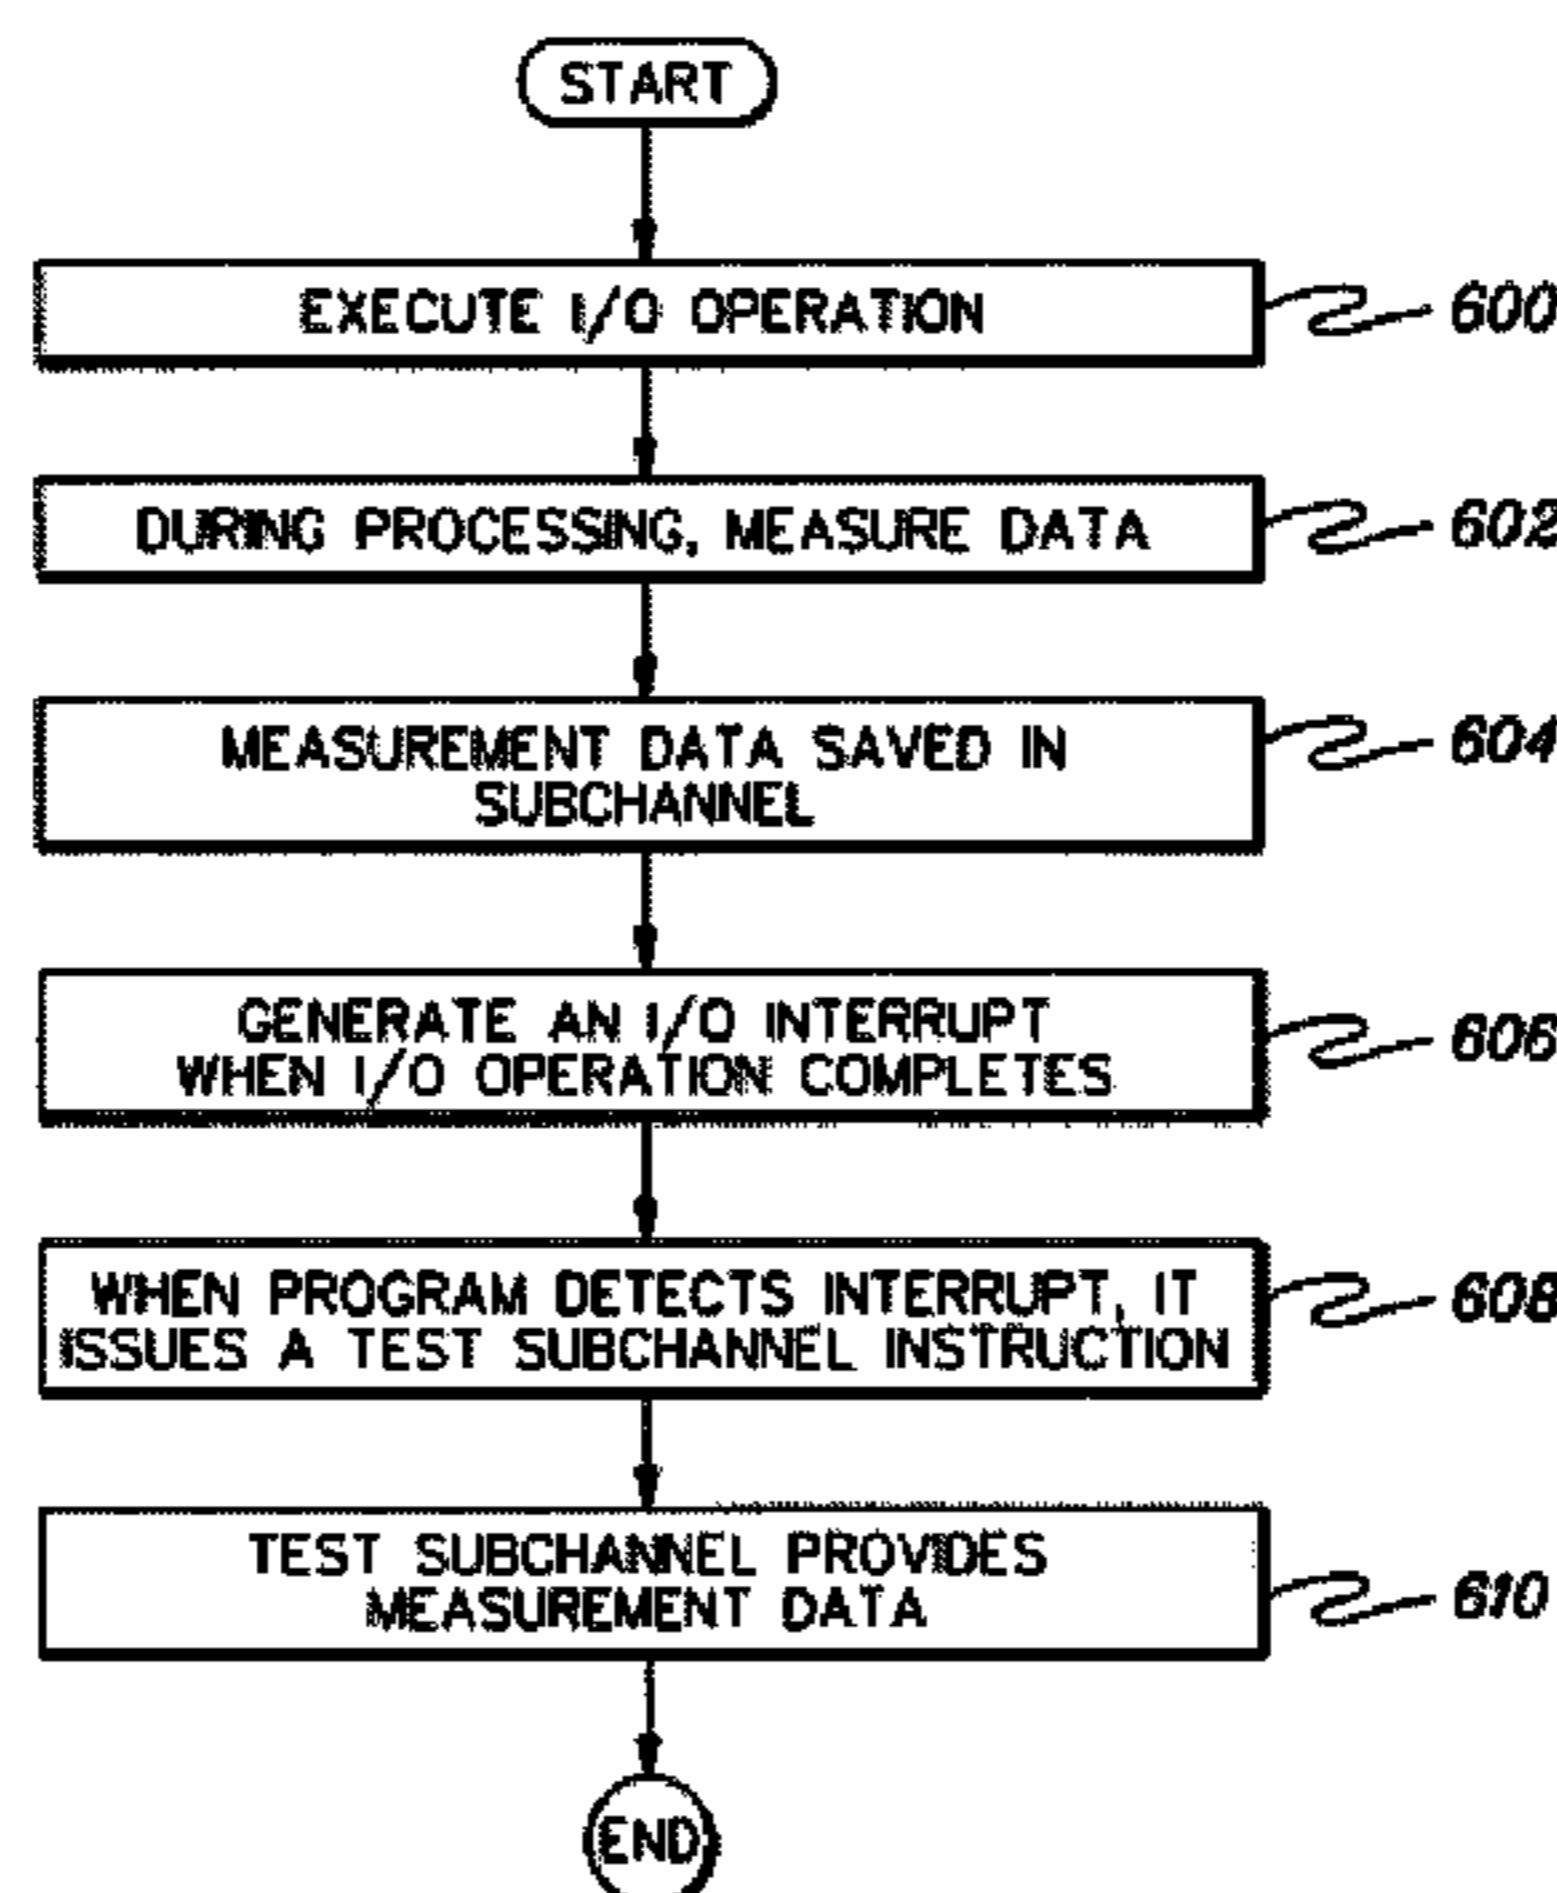 START
EXECUTE I/O OPERATION
600
DURING PROCESSING, MEASURE DATA
602
MEASUREMENT DATA SAVED IN
SUBCHANNEL
604
GENERATE AN I/O INTERRUPT
WHEN I/O OPERATION COMPLETES
606
WHEN PROGRAM DETECTS INTERRUPT, IT
ISSUES A TEST SUBCHANNEL INSTRUCTION
608
TEST SUBCHANNEL PROVIDES
MEASUREMENT DATA
610
END